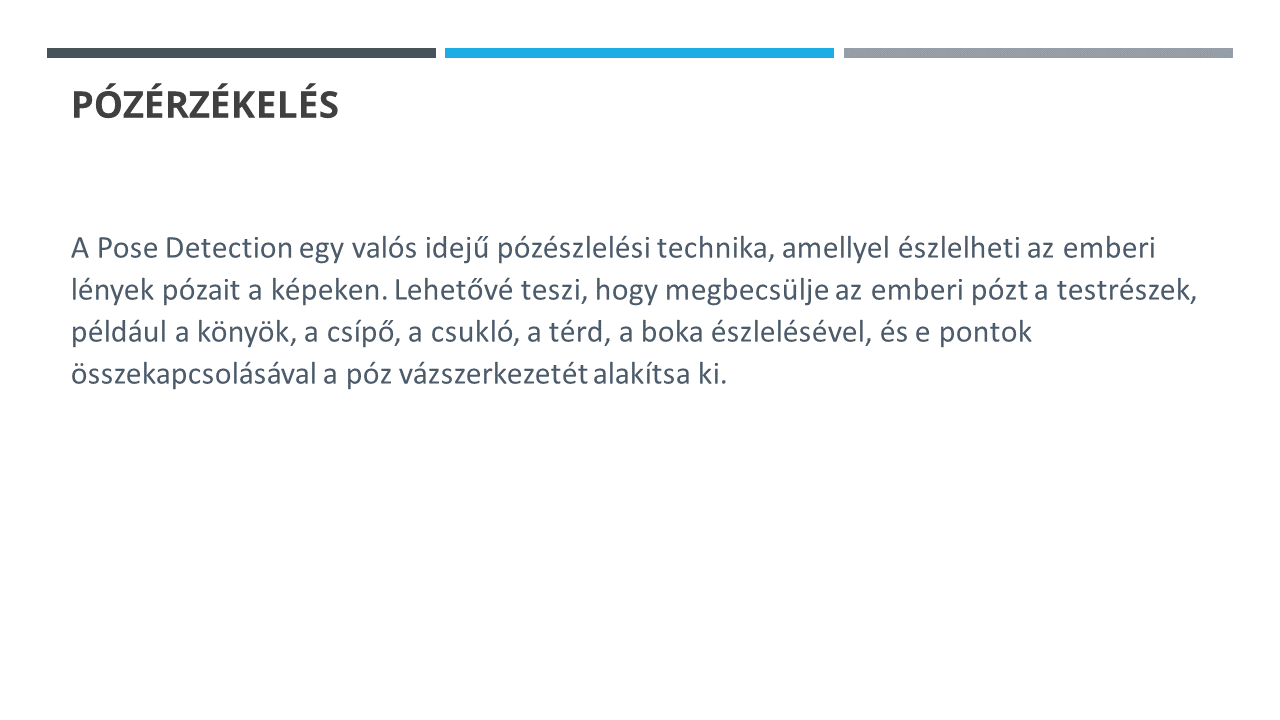 PÓZÉRZÉKELÉS
A Pose Detection egy valós idejű pózészlelési technika, amellyel észlelheti az emberi
lények pózait a képeken. Lehetővé teszi, hogy megbecsülje az emberi pózt a testrészek,
például a könyök, a csípő, a csukló, a térd, a boka észlelésével, és e pontok
összekapcsolásával a póz vázszerkezetét alakítsa ki.